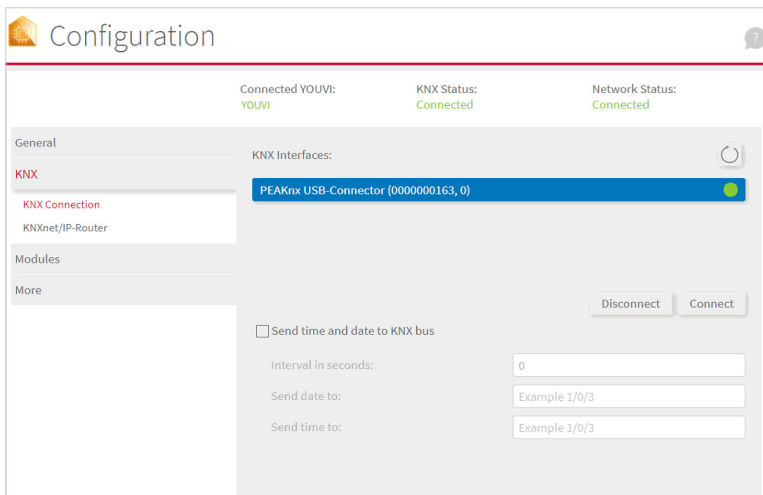 Configuration
?
Connected YOUVI: KNX Status: Network Status:
YOUVI Connected Connected
General
KNX
KNX Connection
KNXnet/IP-Router
Modules
More
KNX Interfaces:
PEAKnx USB-Connector (0000000163, 0)
Disconnect Connect
Send time and date to KNX bus
Interval in seconds: 0
Send date to: Example 1/0/3
Send time to: Example 1/0/3